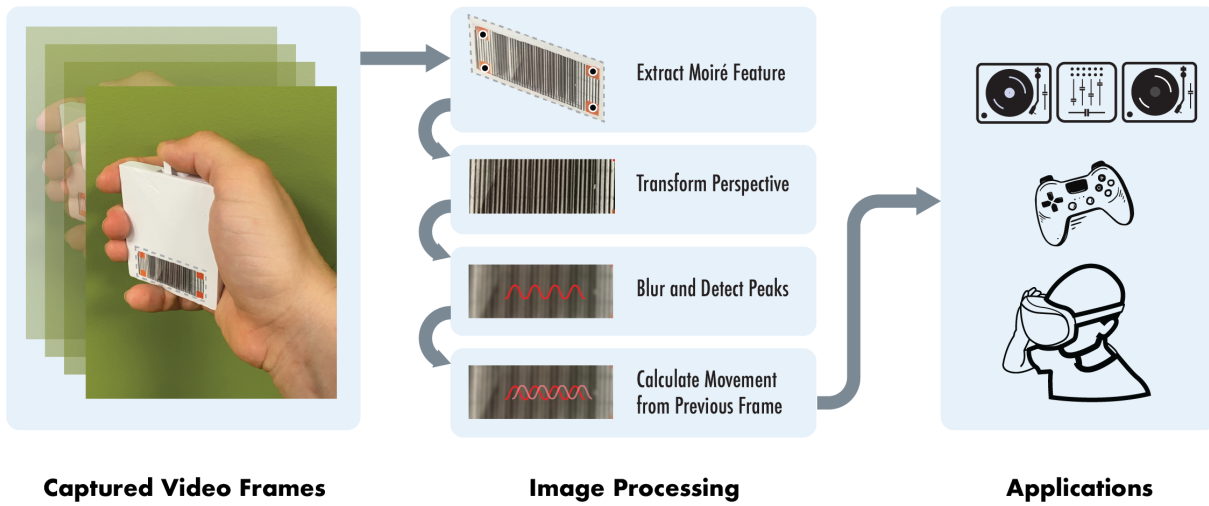 Extract Moiré Feature
Transform Perspective
Blur and Detect Peaks
Calculate Movement
from Previous Frame
Captured Video Frames
Image Processing
Applications